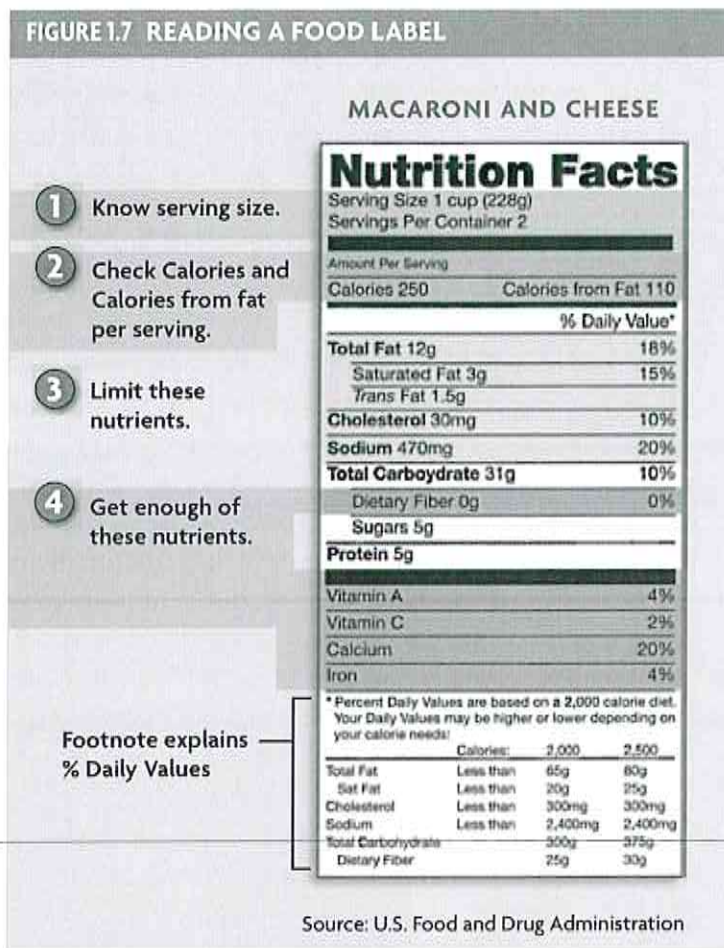 FIGURE 1.7 READING A FOOD LABEL
MACARONI AND CHEESE
1 Know serving size.
2 Check Calories and
Calories from fat
per serving.
3 Limit these
nutrients.
4 Get enough of
these nutrients.
Footnote explains
% Daily Values
Nutrition Facts
Serving Size 1 cup (228g)
Servings Per Container 2
Amount Per Serving
Calories 250 Calories from Fat 110
% Daily Value*
Total Fat 12g 18%
Saturated Fat 3g 15%
Trans Fat 1.5g
Cholesterol 30mg 10%
Sodium 470mg 20%
Total Carboydrate 31g 10%
Dietary Fiber 0g 0%
Sugars 5g
Protein 5g
Vitamin A 4%
Vitamin C 2%
Calcium 20%
Iron 4%
* Percent Daily Values are based on a 2,000 calorie diet.
Your Daily Values may be higher or lower depending on
your calorie needs:
Calories: 2,000 2,500
Total Fat Less than 65g 80g
Sat Fat Less than 20g 25g
Cholesterol Less than 300mg 300mg
Sodium Less than 2,400mg 2,400mg
Total Carbohydrate 300g 375g
Dietary Fiber 25g 30g
Source: U.S. Food and Drug Administration